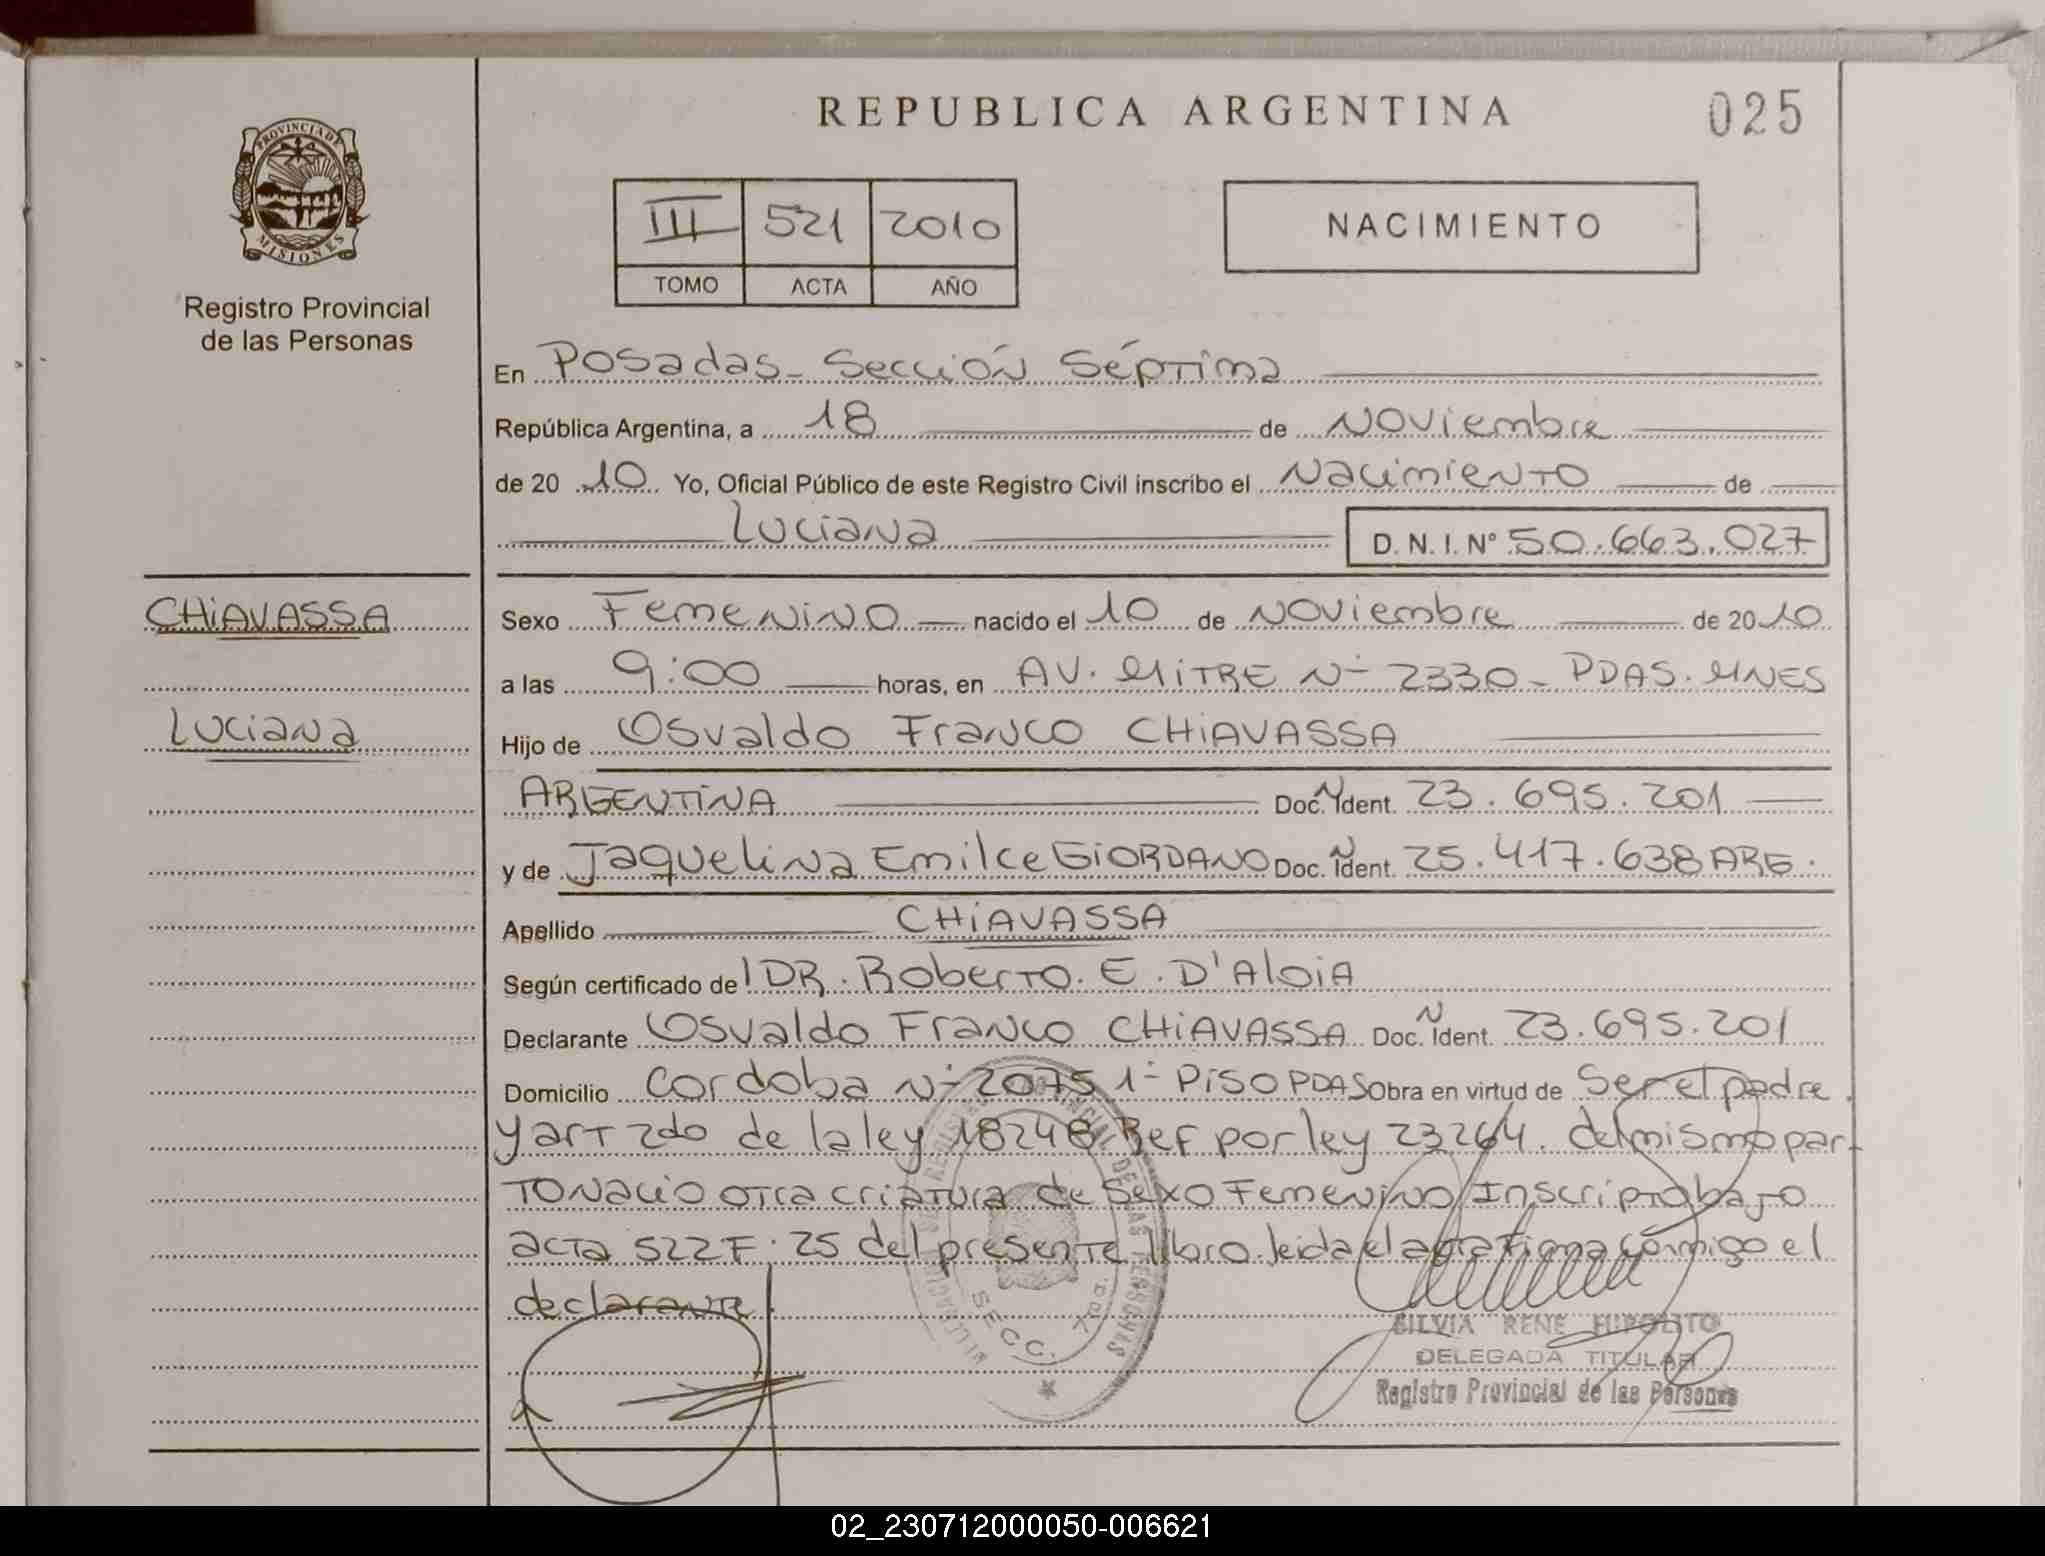 REPUBLICA ARGENTINA
025
PROVINCIA DE
MISIONES
Registro Provincial
de las Personas
III 521 2010
TOMO ACTA AÑO
NACIMIENTO
En Posadas - Sección Séptima
República Argentina, a 18 de Noviembre
de 20 10 Yo, Oficial Público de este Registro Civil inscribo el Nacimiento de
Luciana D. N. I. N° 50.663.027
CHiAVASSA
Luciana
Sexo Femenino nacido el 10 de Noviembre de 20 10
a las 9:00 horas, en AV. MiTRE N° 2330 - PDAS. MNES
Hijo de Osvaldo Franco CHiAVASSA
ARGENTiNA Doc. N Ident. 23.695.201
y de Jaquelina Emilce GiORDANO Doc. N Ident. 25.417.638 ARG.
Apellido CHiAVASSA
Según certificado de DR. Roberto. E. D'AloiA
Declarante Osvaldo Franco CHiAVASSA Doc. N Ident. 23.695.201
Domicilio Cordoba N° 2075 1° PiSO PDAS Obra en virtud de Ser el padre
y art 2do de la ley 18248 Ref por ley 23264. del mismo par-
to nacio otra criatura de Sexo Femenino Inscripta bajo
acta 522 F. 25 del presente libro. leida el acta firma conmigo el
declarante.
SECC. 7
SILVIA RENE HIPOLITO
DELEGADA TITULAR
Registro Provincial de las Personas
02_230712000050-006621